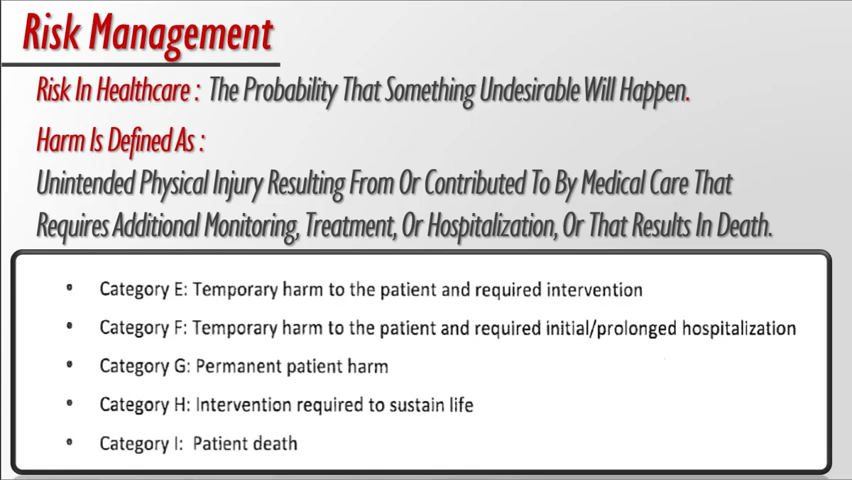 Risk Management
Risk In Healthcare : The Probability That Something Undesirable Will Happen.
Harm Is Defined As :
Unintended Physical Injury Resulting From Or Contributed To By Medical Care That
Requires Additional Monitoring, Treatment, Or Hospitalization, Or That Results In Death.
• Category E: Temporary harm to the patient and required intervention
• Category F: Temporary harm to the patient and required initial/prolonged hospitalization
• Category G: Permanent patient harm
• Category H: Intervention required to sustain life
• Category I: Patient death